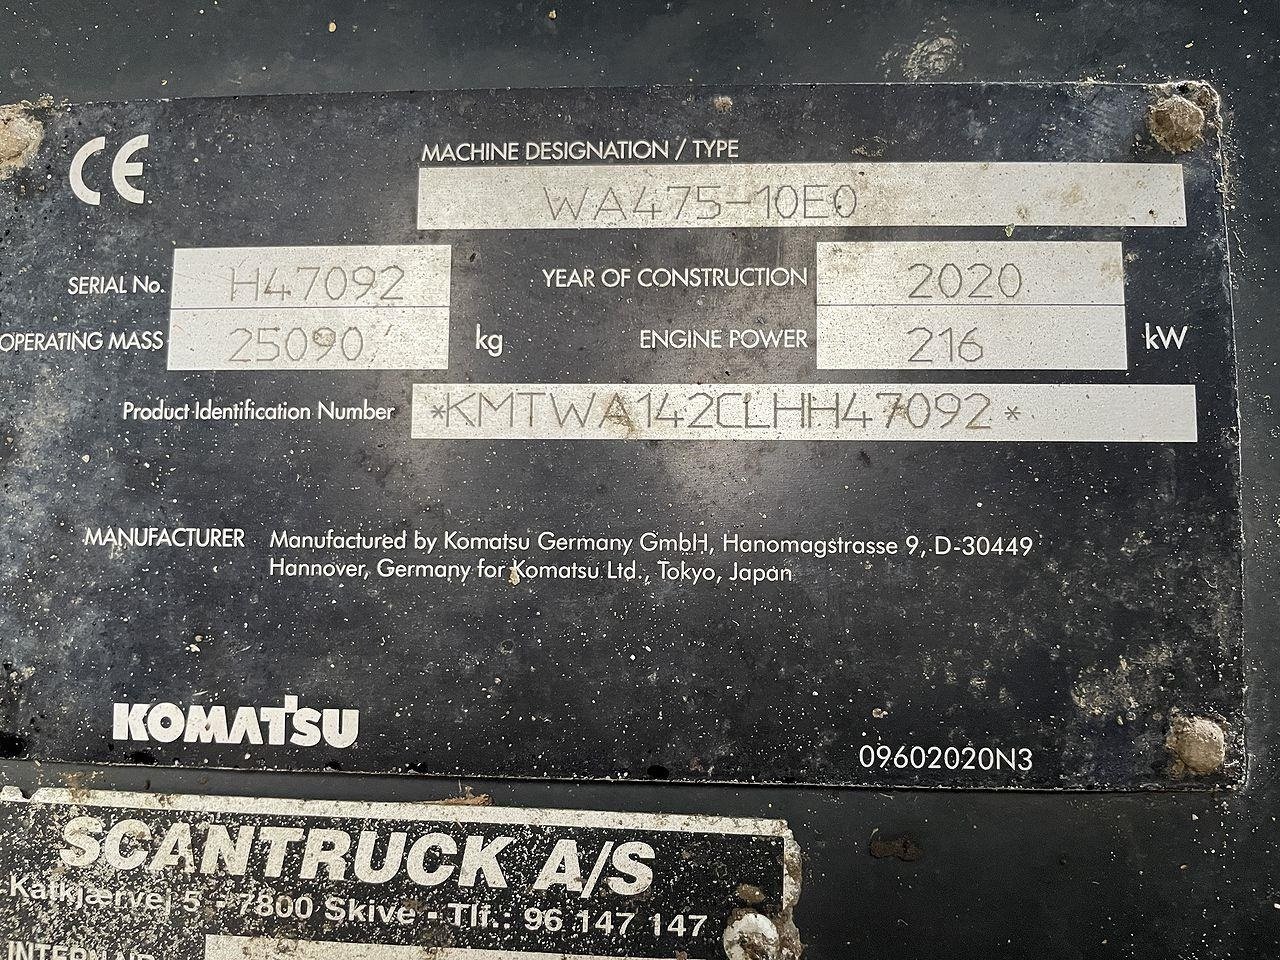 CE
MACHINE DESIGNATION / TYPE
WA475-10E0
SERIAL No. H47092 YEAR OF CONSTRUCTION 2020
OPERATING MASS 25090 kg ENGINE POWER 216 kW
Product Identification Number *KMTWA142CLHH47092*
MANUFACTURER Manufactured by Komatsu Germany GmbH, Hanomagstrasse 9, D-30449
Hannover, Germany for Komatsu Ltd., Tokyo, Japan
KOMATSU
09602020N3
SCANTRUCK A/S
Katkjærvej 5 - 7800 Skive - Tlf.: 96 147 147